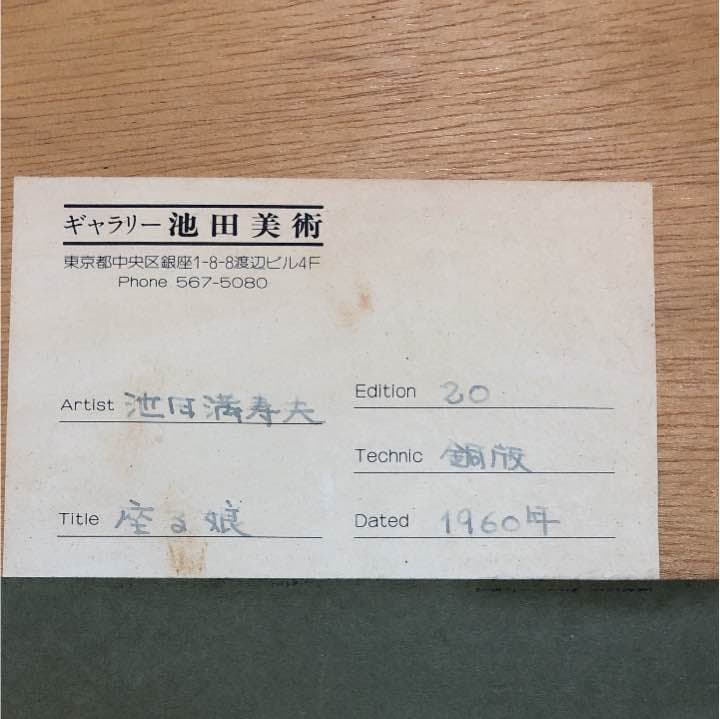 ギャラリー 池田美術
東京都中央区銀座1-8-8渡辺ビル4F
Phone 567-5080
Artist 池田満寿夫
Title 座る娘
Edition 20
Technic 銅版
Dated 1960年